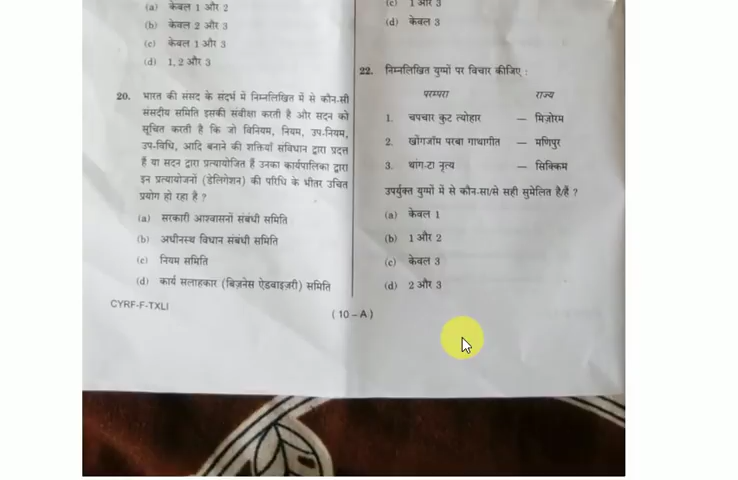 (a) केवल 1 और 2
(b) केवल 2 और 3
(c) केवल 1 और 3
(d) 1, 2 और 3
20. भारत की संसद के संदर्भ में निम्नलिखित में से कौन-सी
संसदीय समिति इसकी संवीक्षा करती है और सदन को
सूचित करती है कि जो विनियम, नियम, उप-नियम,
उप-विधि, आदि बनाने की शक्तियाँ संविधान द्वारा प्रदत्त
हैं या सदन द्वारा प्रत्यायोजित हैं उनका कार्यपालिका द्वारा
इन प्रत्यायोजनों (डेलिगेशन) की परिधि के भीतर उचित
प्रयोग हो रहा है ?
(a) सरकारी आश्वासनों संबंधी समिति
(b) अधीनस्थ विधान संबंधी समिति
(c) नियम समिति
(d) कार्य सलाहकार (बिज़नेस ऐडवाइज़री) समिति
CYRF-F-TXLI
(c) 1 और 3
(d) केवल 3
22. निम्नलिखित युग्मों पर विचार कीजिए :
परम्परा राज्य
1. चपचार कुट त्योहार — मिज़ोरम
2. खोंगजॉम परबा गाथागीत — मणिपुर
3. थांग-टा नृत्य — सिक्किम
उपर्युक्त युग्मों में से कौन-सा/से सही सुमेलित है/हैं ?
(a) केवल 1
(b) 1 और 2
(c) केवल 3
(d) 2 और 3
( 10 – A )